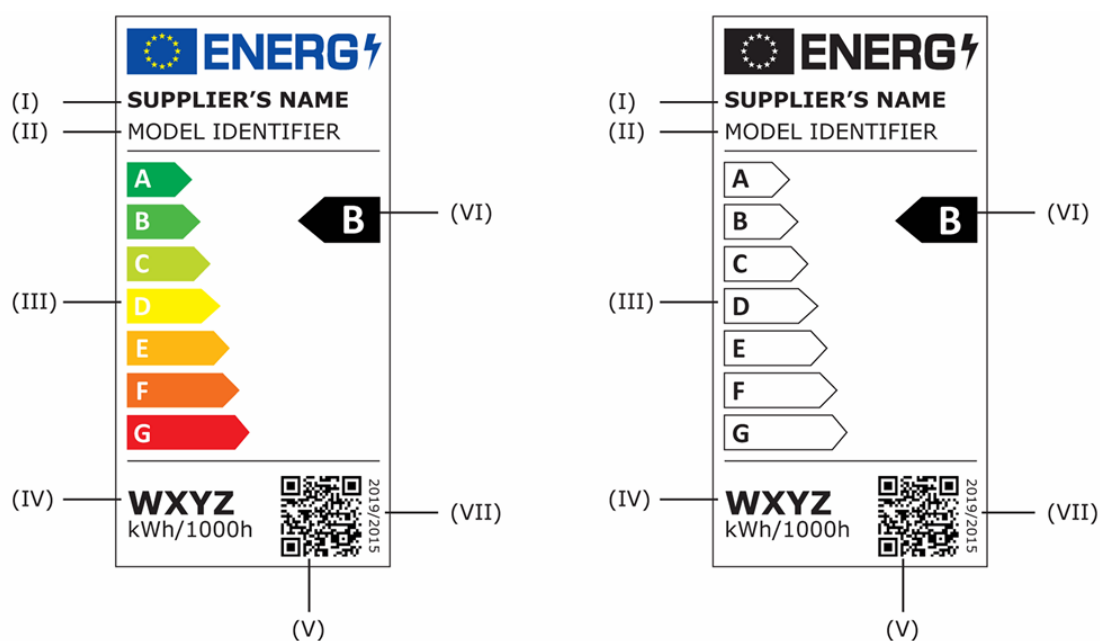 ENERG
(I) SUPPLIER'S NAME
(II) MODEL IDENTIFIER
A
B
B (VI)
C
(III) D
E
F
G
(IV) WXYZ
kWh/1000h
2019/2015
(VII)
(V)
ENERG
(I) SUPPLIER'S NAME
(II) MODEL IDENTIFIER
A
B
B (VI)
C
(III) D
E
F
G
(IV) WXYZ
kWh/1000h
2019/2015
(VII)
(V)